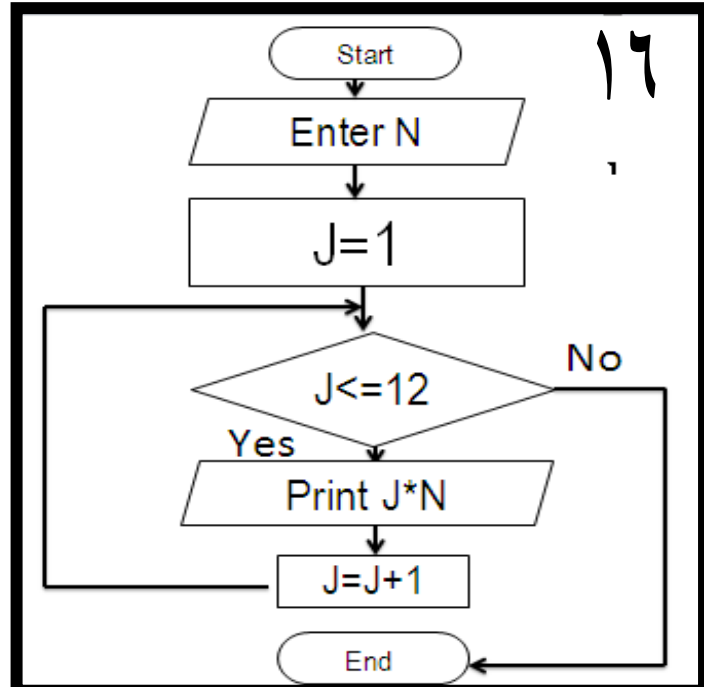 Start
١٦
Enter N
J=1
J<=12
No
Yes
Print J*N
J=J+1
End